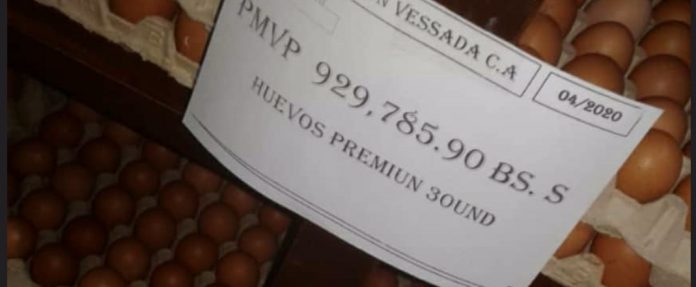 VESSADA C.A
04/2020
PMVP 929,785.90 BS. S
HUEVOS PREMIUN 30UND